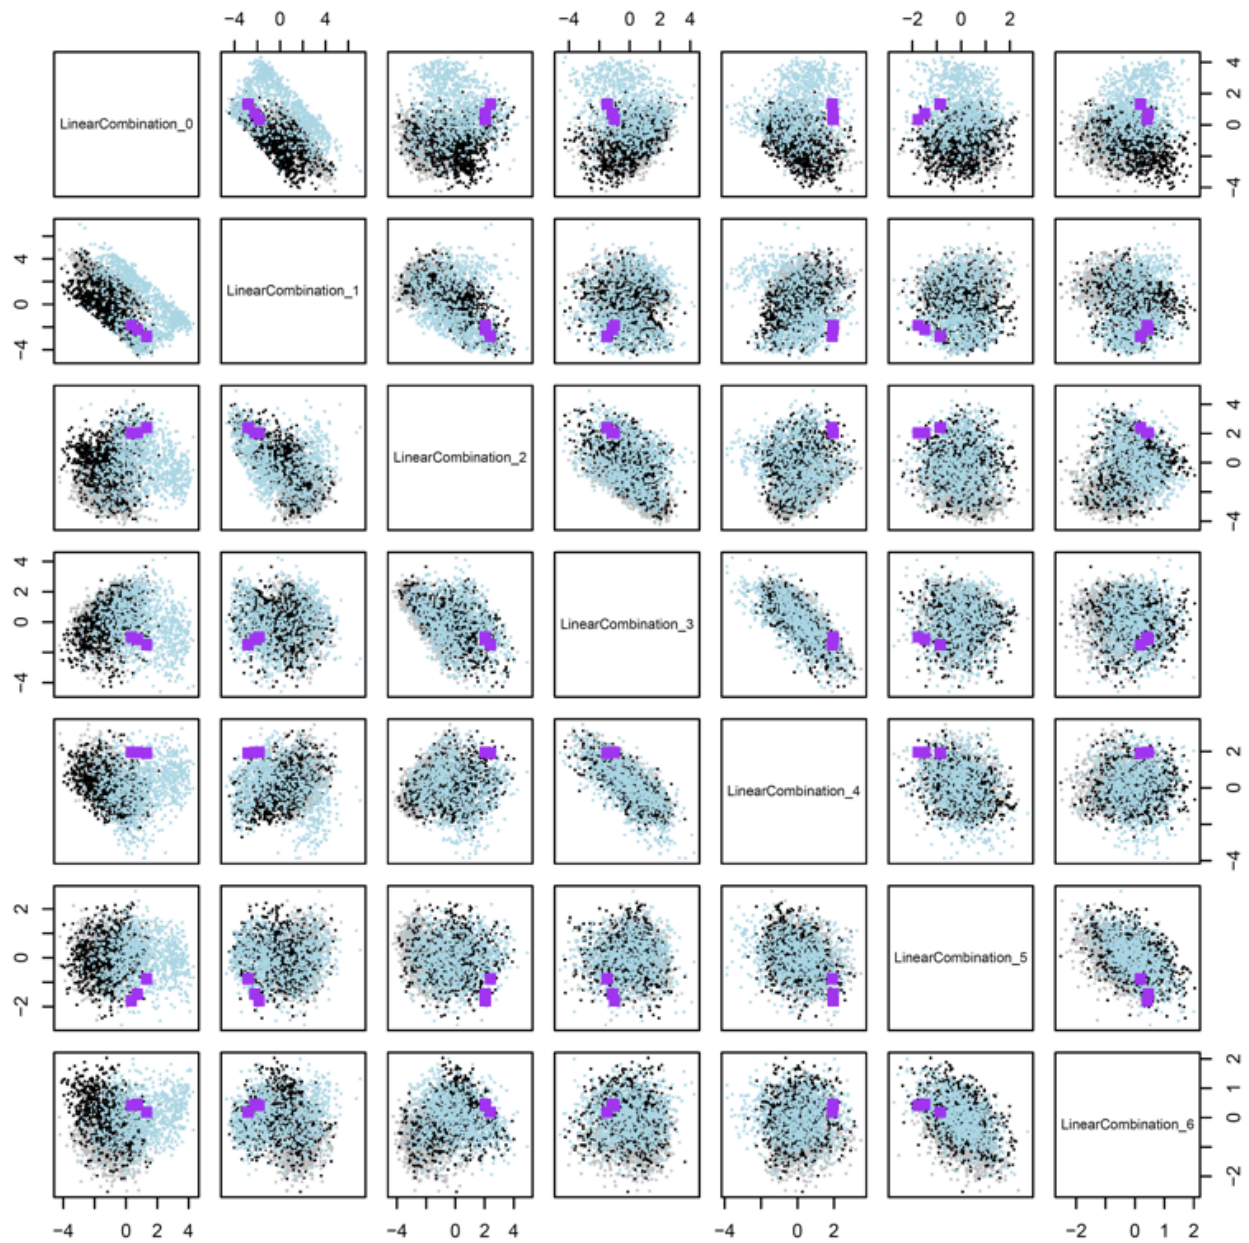 −4 0 4 −4 0 2 4 −2 0 2
LinearCombination_0 −4 0 2 4
−4 0 4 LinearCombination_1
LinearCombination_2 −4 0 2 4
−4 0 2 4 LinearCombination_3
LinearCombination_4 −4 0 2
−2 0 2 LinearCombination_5
LinearCombination_6 −2 0 1 2
−4 0 2 4 −4 0 2 4 −4 0 2 −2 0 1 2